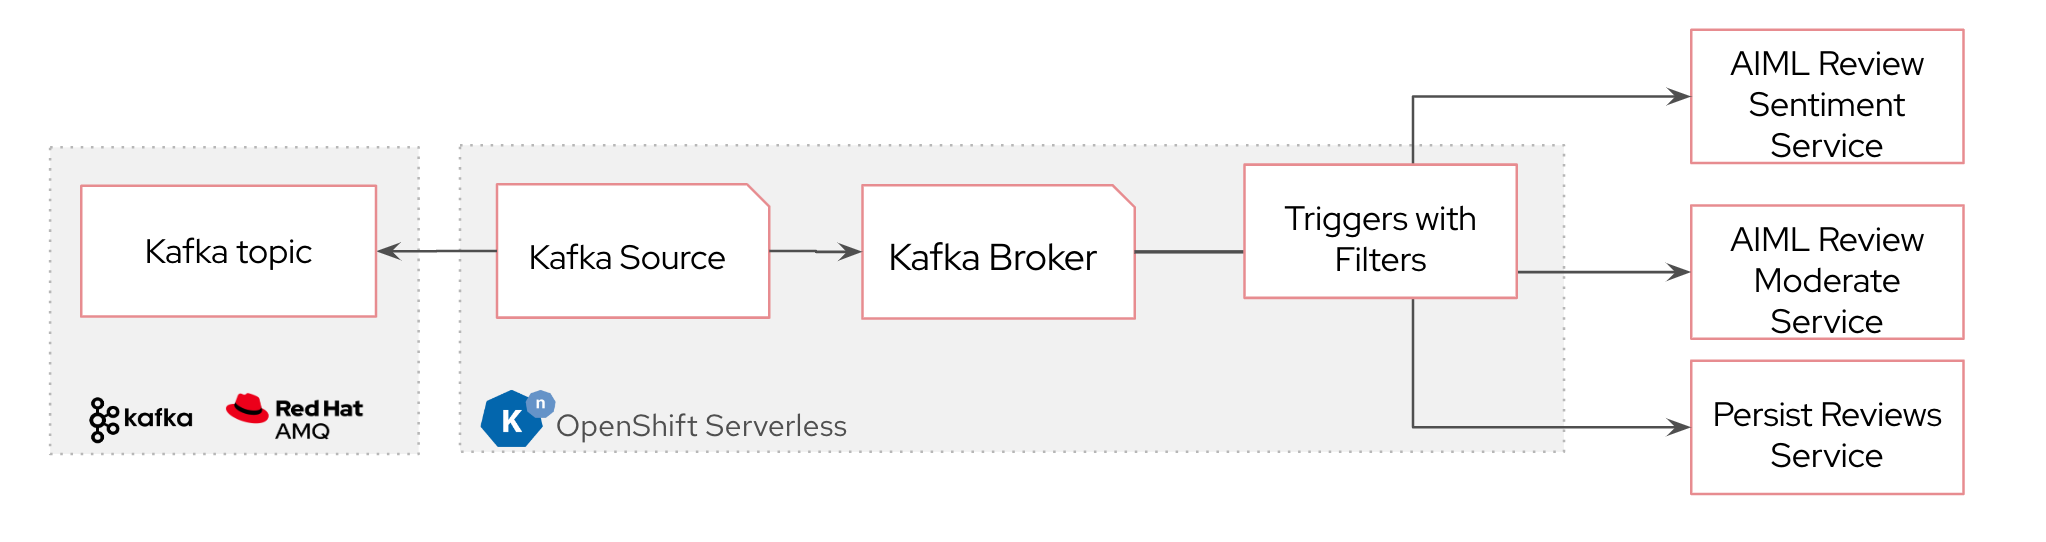 Kafka topic
kafka
Red Hat
AMQ
Kafka Source
Kafka Broker
Triggers with
Filters
K
n
OpenShift Serverless
AIML Review
Sentiment
Service
AIML Review
Moderate
Service
Persist Reviews
Service